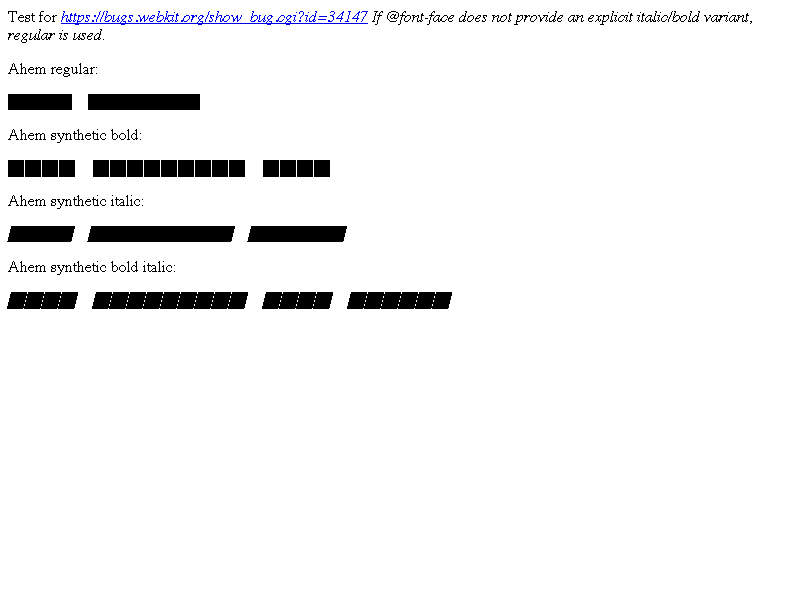 Test for https://bugs.webkit.org/show_bug.cgi?id=34147 If @font-face does not provide an explicit italic/bold variant,
regular is used.
Ahem regular:
Ahem synthetic bold:
Ahem synthetic italic:
Ahem synthetic bold italic: